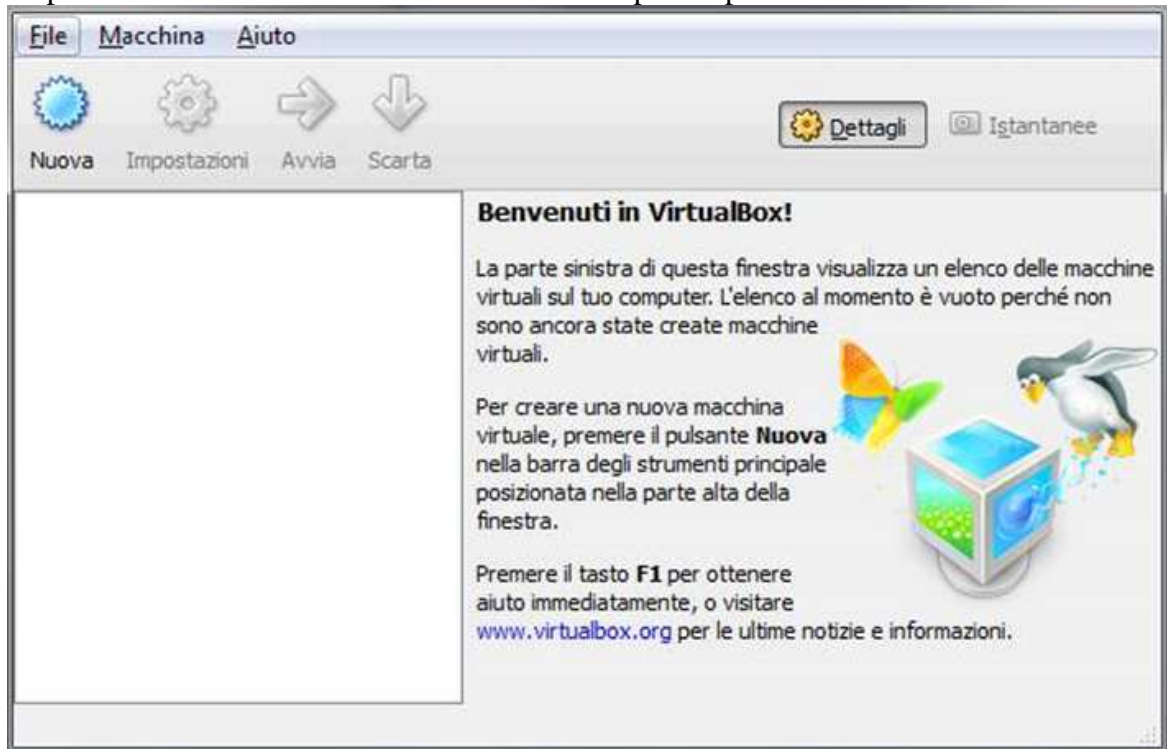 File Macchina Aiuto
Nuova Impostazioni Avvia Scarta Dettagli Istantanee
Benvenuti in VirtualBox!
La parte sinistra di questa finestra visualizza un elenco delle macchine
virtuali sul tuo computer. L'elenco al momento è vuoto perché non
sono ancora state create macchine
virtuali.
Per creare una nuova macchina
virtuale, premere il pulsante Nuova
nella barra degli strumenti principale
posizionata nella parte alta della
finestra.
Premere il tasto F1 per ottenere
aiuto immediatamente, o visitare
www.virtualbox.org per le ultime notizie e informazioni.